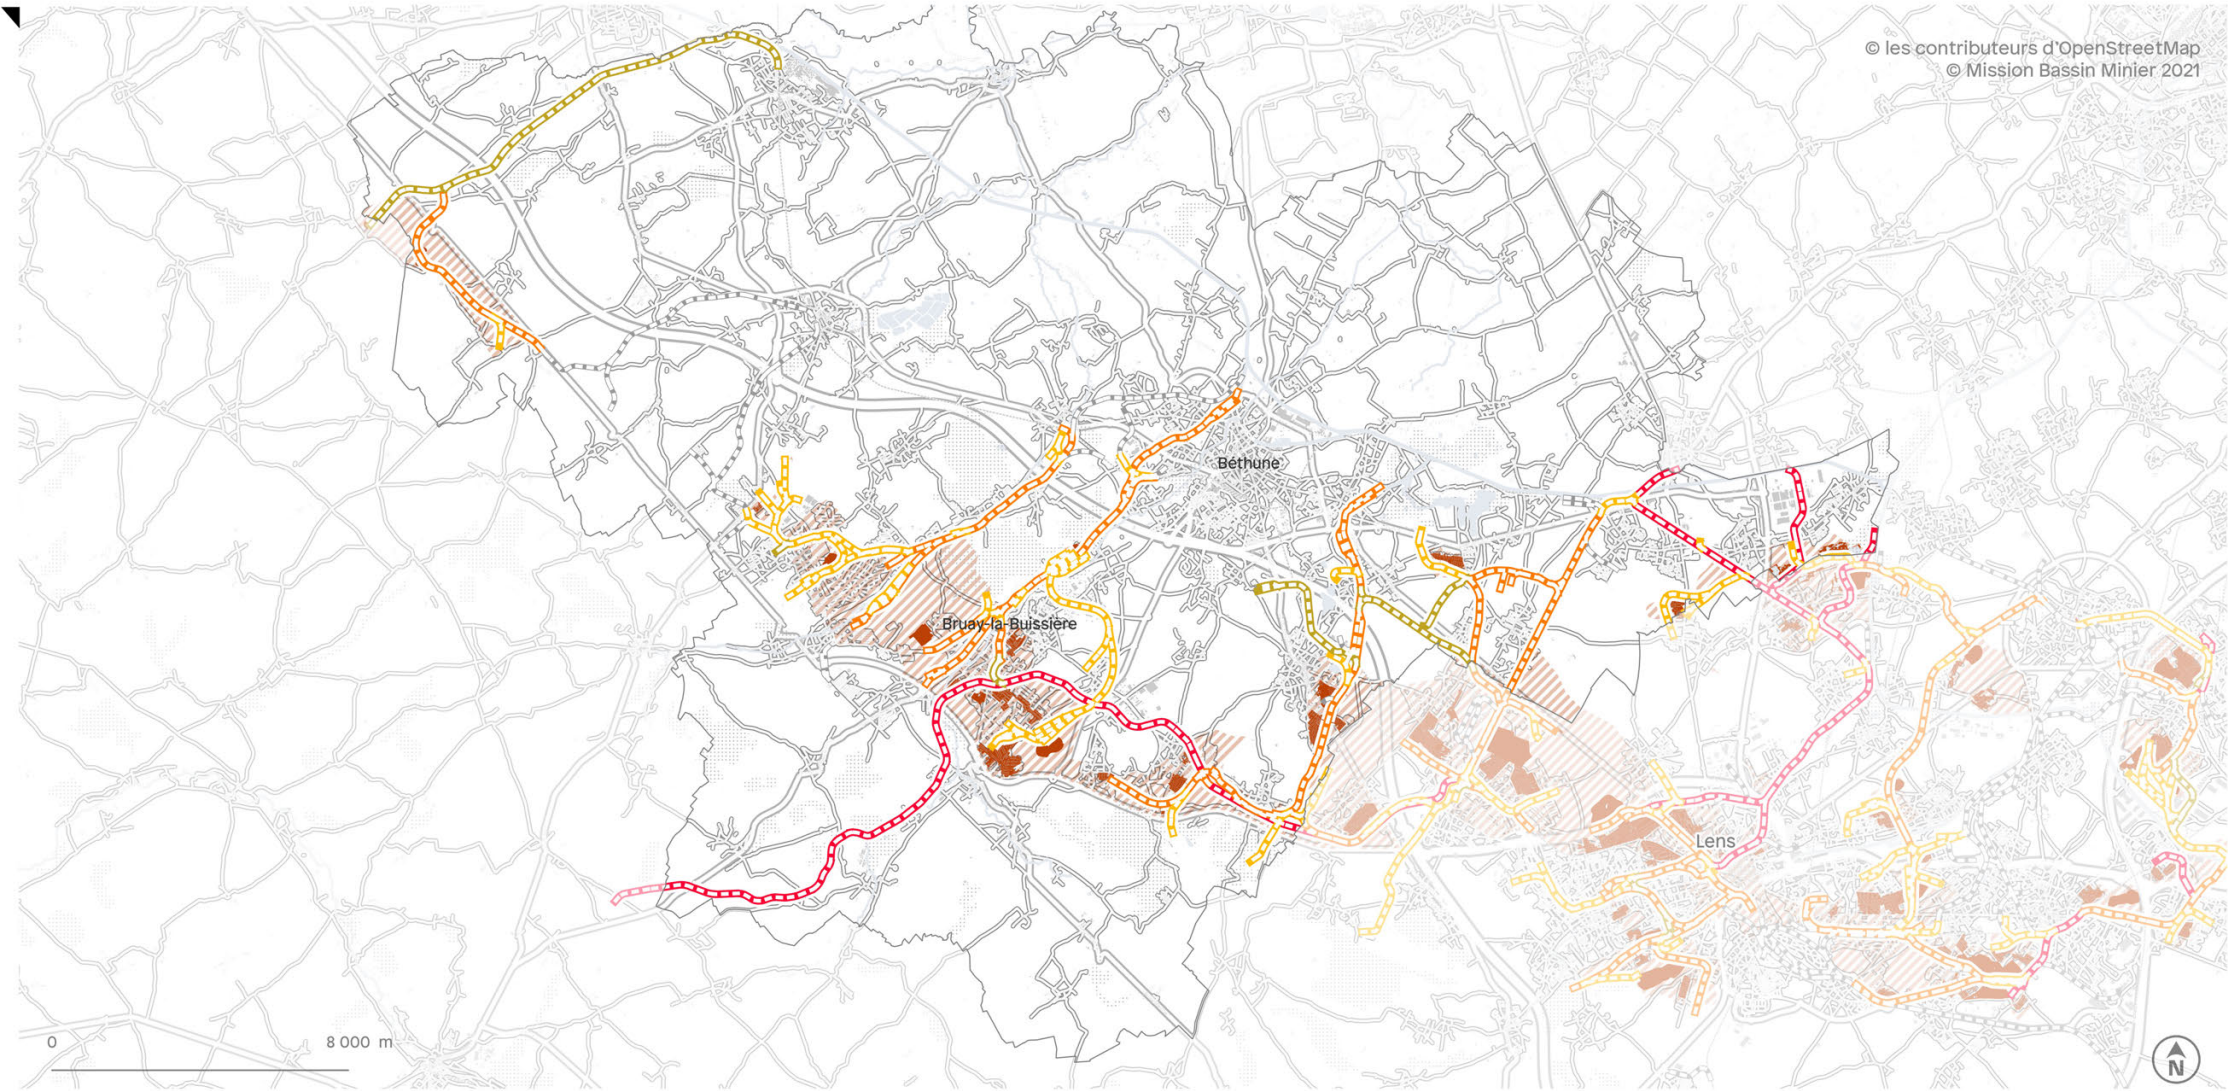 © les contributeurs d'OpenStreetMap
© Mission Bassin Minier 2021
Béthune
Bruay-la-Buissière
Lens
0 8 000 m
N